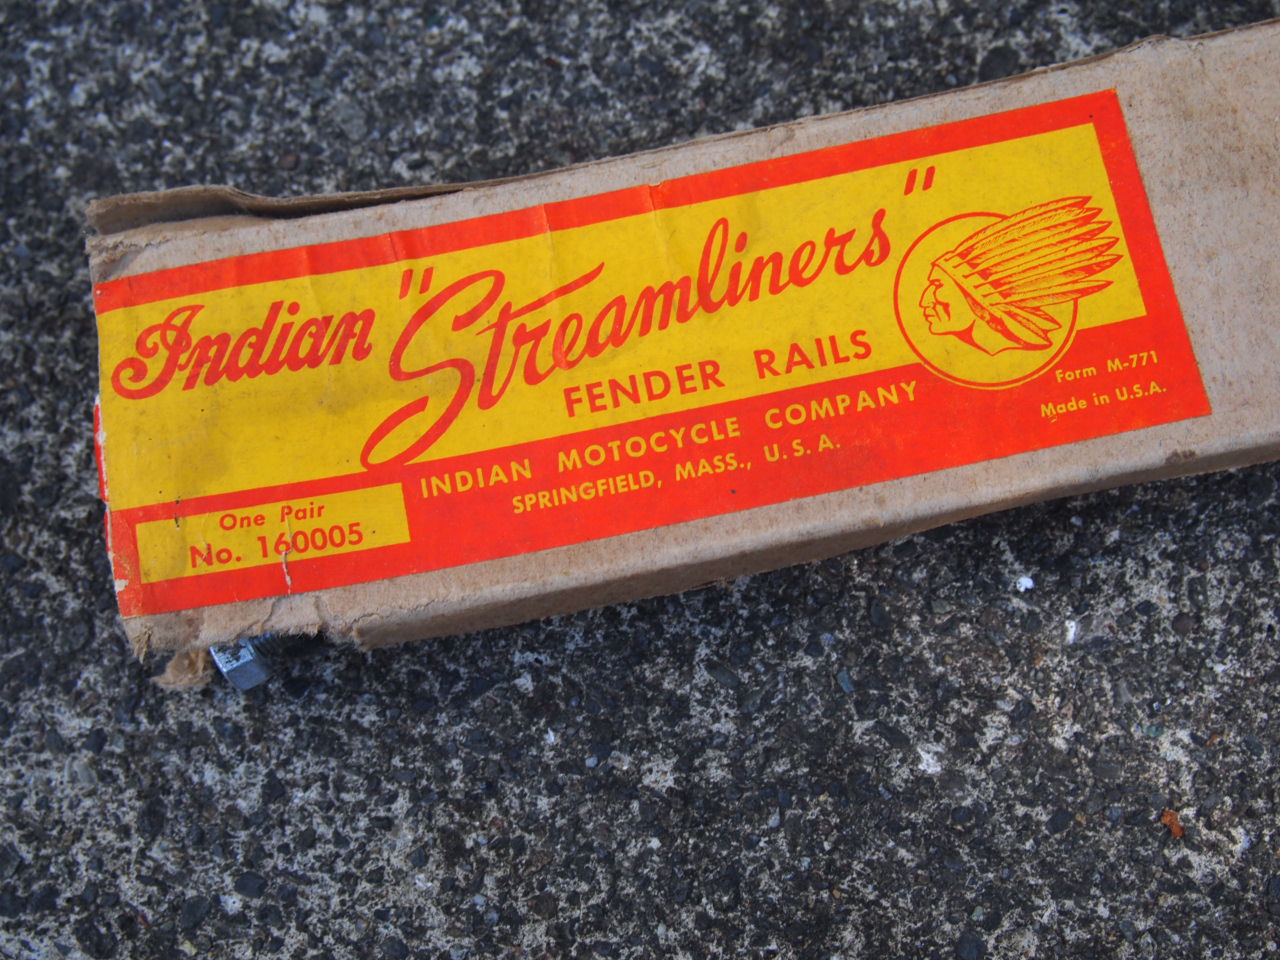 Indian "Streamliners"
FENDER RAILS
INDIAN MOTOCYCLE COMPANY
SPRINGFIELD, MASS., U.S.A.
One Pair
No. 160005
Form M-771
Made in U.S.A.